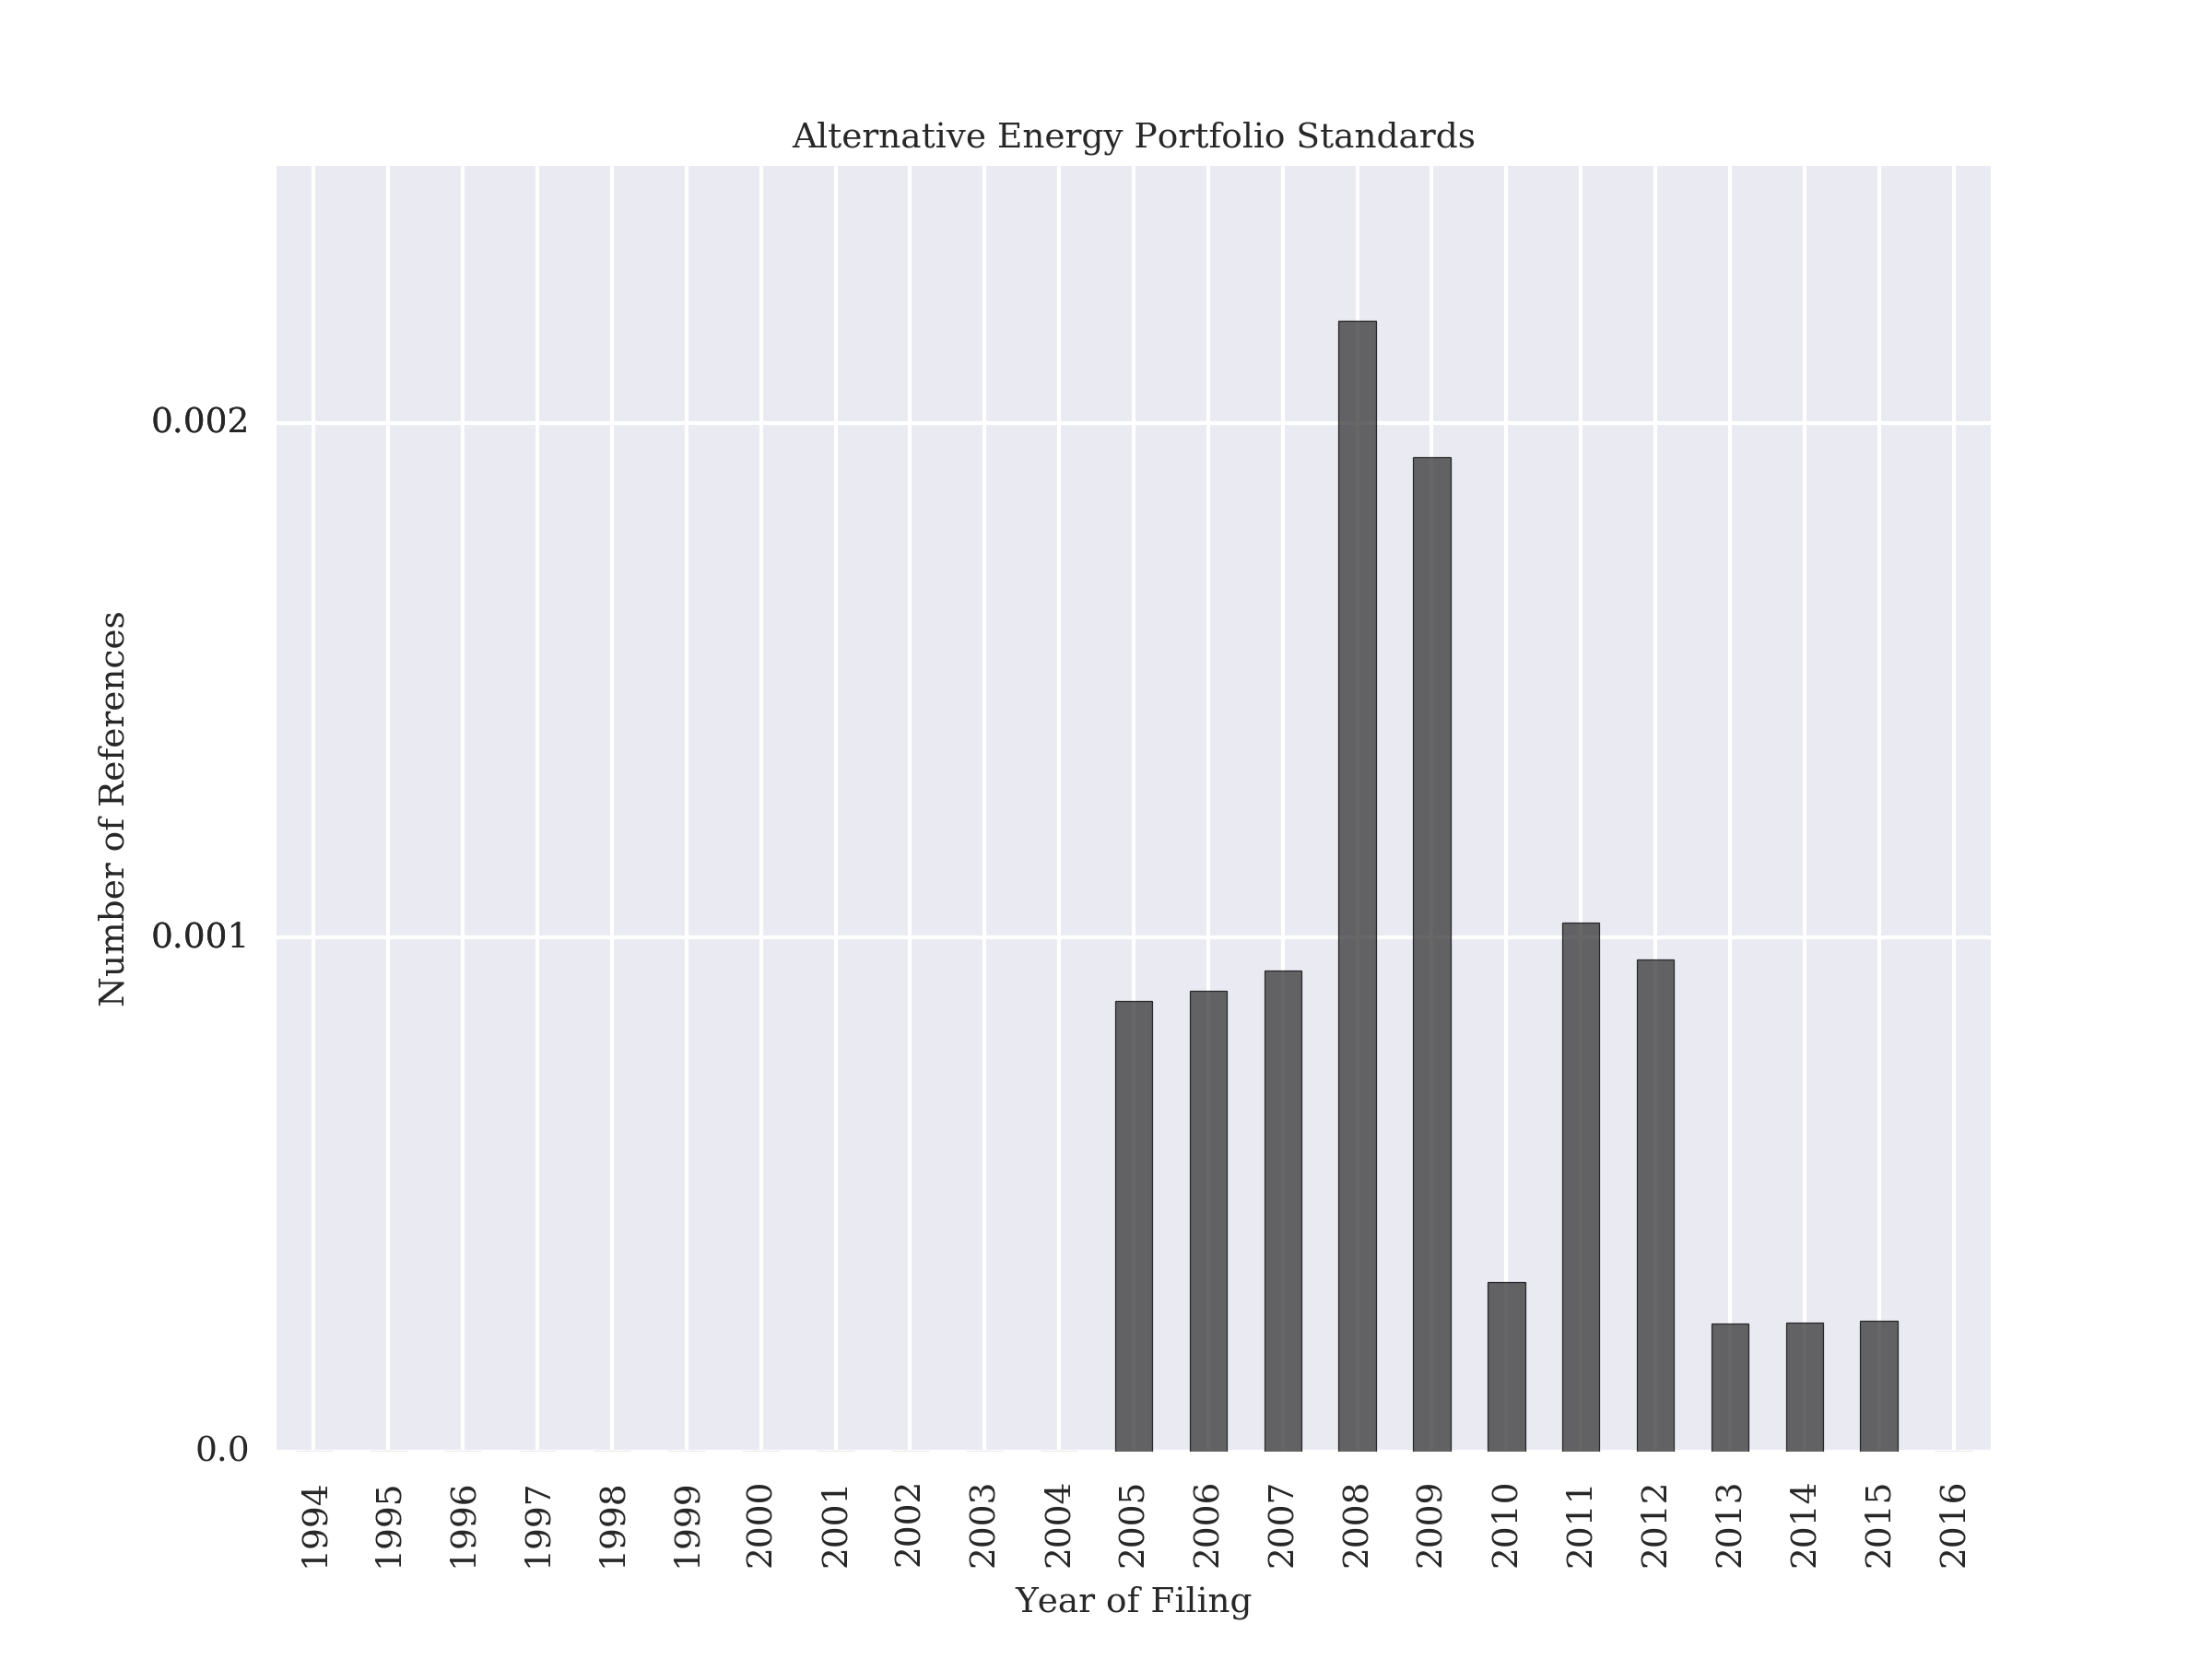 Alternative Energy Portfolio Standards
Number of References
0.002
0.001
0.0
1994 1995 1996 1997 1998 1999 2000 2001 2002 2003 2004 2005 2006 2007 2008 2009 2010 2011 2012 2013 2014 2015 2016
Year of Filing